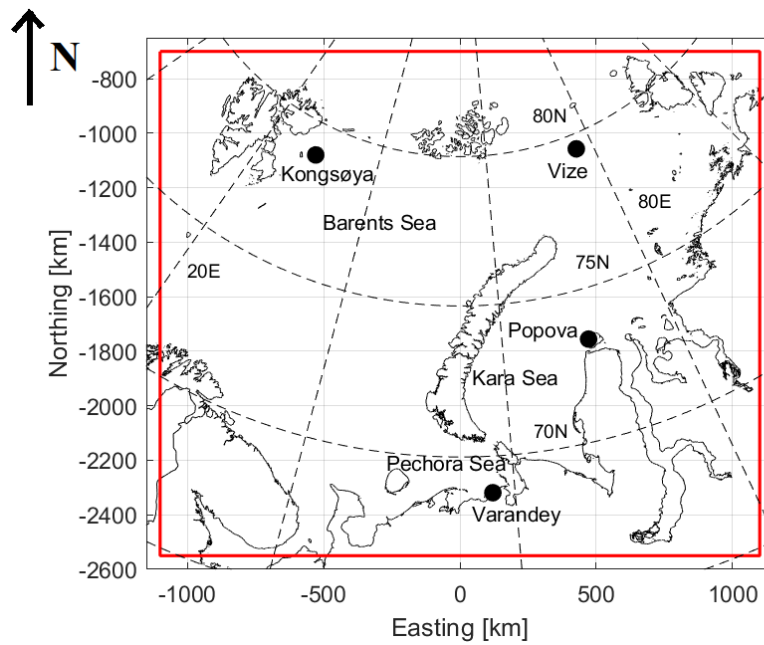 N
-800
-1000
-1200
-1400
-1600
-1800
-2000
-2200
-2400
-2600
Northing [km]
80N
Kongsøya
Vize
80E
Barents Sea
20E
75N
Popova
Kara Sea
70N
Pechora Sea
Varandey
-1000
-500
0
500
1000
Easting [km]